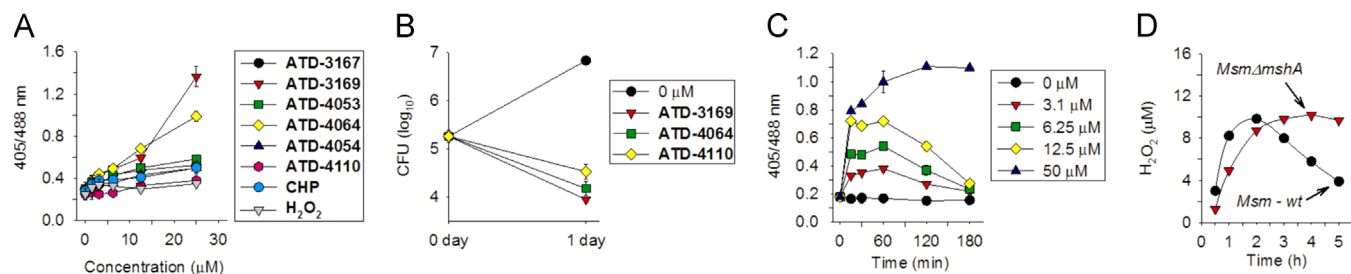 A
405/488 nm
1.6
1.2
0.8
0.4
0.0
0 10 20 30
Concentration (µM)
ATD-3167
ATD-3169
ATD-4053
ATD-4064
ATD-4054
ATD-4110
CHP
H₂O₂
B
CFU (log₁₀)
7
6
5
4
0 day 1 day
0 µM
ATD-3169
ATD-4064
ATD-4110
C
405/488 nm
1.2
1.0
0.8
0.6
0.4
0.2
0.0
0 60 120 180
Time (min)
0 µM
3.1 µM
6.25 µM
12.5 µM
50 µM
D
H₂O₂ (µM)
16
12
8
4
0
0 1 2 3 4 5
Time (h)
MsmΔmshA
Msm - wt